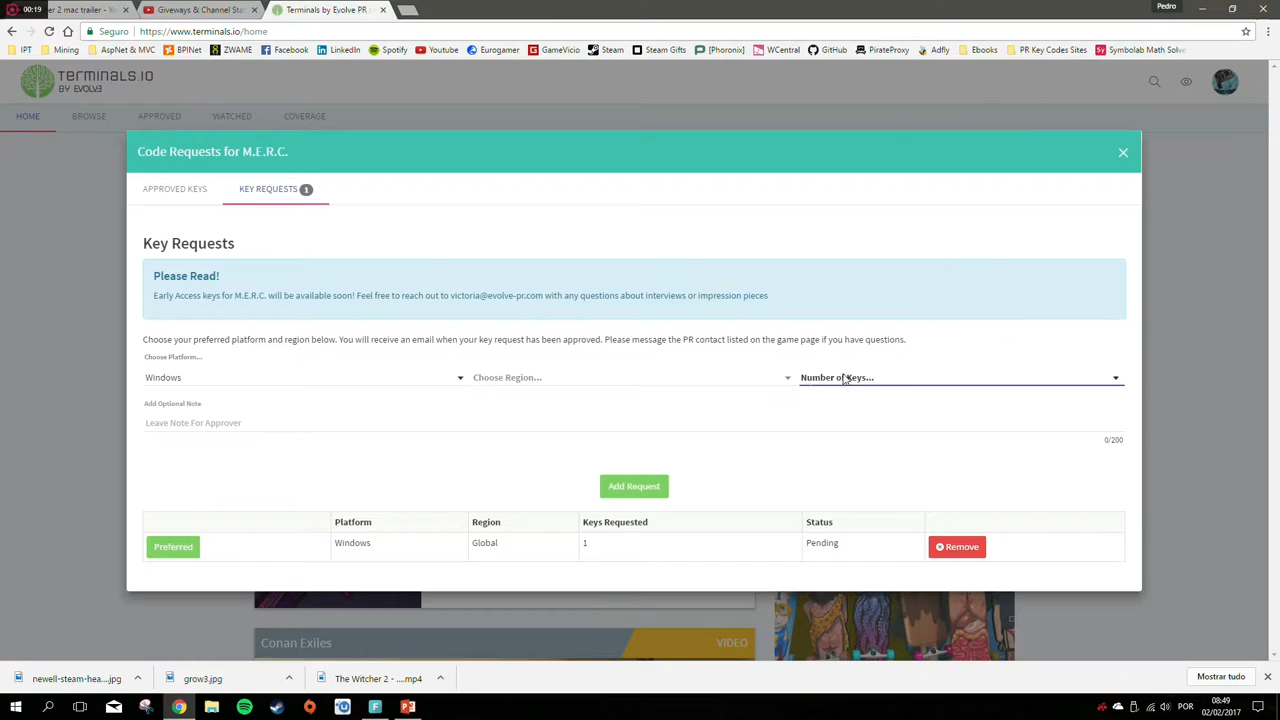 00:19
er 2 mac trailer - Yo
Giveways & Channel Stat
Terminals by Evolve PR
Pedro
Seguro
https://www.terminals.io/home
IPT
Mining
AspNet & MVC
BPINet
ZWAME
Facebook
LinkedIn
Spotify
Youtube
Eurogamer
GameVicio
Steam
Steam Gifts
[Phoronix]
WCentral
GitHub
PirateProxy
Adfly
Ebooks
PR Key Codes Sites
Symbolab Math Solve
TERMINALS.IO
BY EVOLVE
HOME
BROWSE
APPROVED
WATCHED
COVERAGE
Code Requests for M.E.R.C.
APPROVED KEYS
KEY REQUESTS 1
Key Requests
Please Read!
Early Access keys for M.E.R.C. will be available soon! Feel free to reach out to victoria@evolve-pr.com with any questions about interviews or impression pieces
Choose your preferred platform and region below. You will receive an email when your key request has been approved. Please message the PR contact listed on the game page if you have questions.
Choose Platform...
Windows
Choose Region...
Number of Keys...
Add Optional Note
Leave Note For Approver
0/200
Add Request
Platform
Region
Keys Requested
Status
Preferred
Windows
Global
1
Pending
Remove
Conan Exiles
VIDEO
newell-steam-hea....jpg
grow3.jpg
The Witcher 2 - ....mp4
Mostrar tudo
POR
08:49
02/02/2017